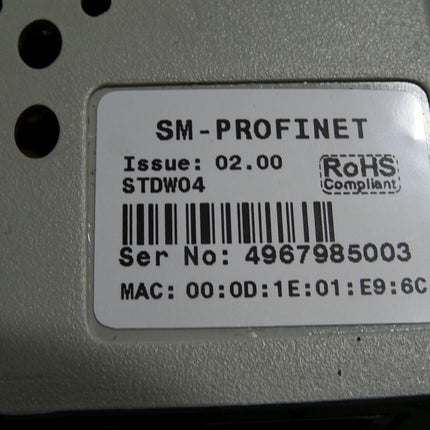 SM-PROFINET
Issue: 02.00
STDW04
RoHS
Compliant
Ser No: 4967985003
MAC: 00:0D:1E:01:E9:6C